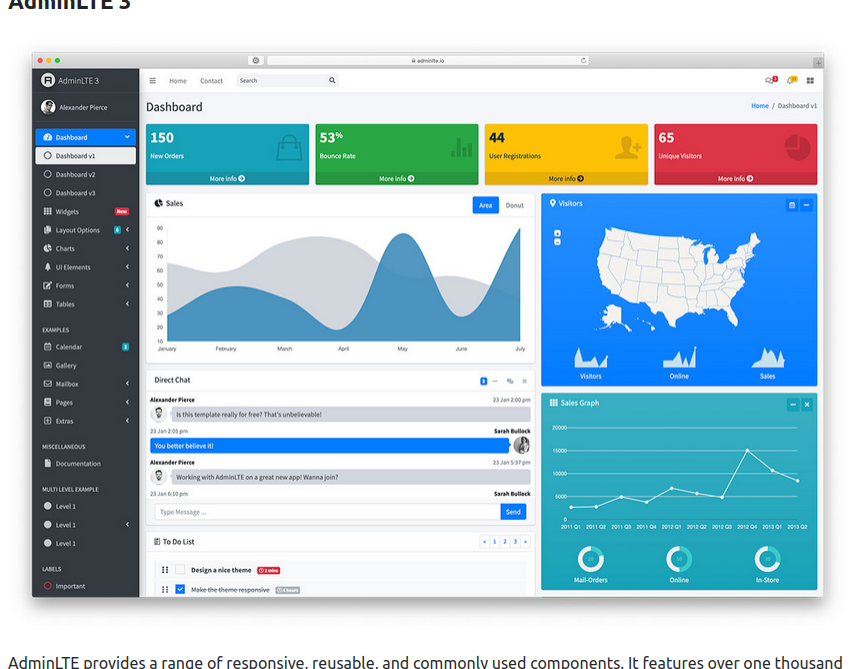 AdminLTE 3
adminlte.io
AdminLTE 3
Home
Contact
Search
3
Alexander Pierce
Dashboard
Home / Dashboard v1
Dashboard
Dashboard v1
Dashboard v2
Dashboard v3
Widgets
New
Layout Options
6
Charts
UI Elements
Forms
Tables
EXAMPLES
Calendar
Gallery
Mailbox
Pages
Extras
MISCELLANEOUS
Documentation
MULTI LEVEL EXAMPLE
Level 1
Level 1
Level 1
LABELS
Important
150
New Orders
More info
53%
Bounce Rate
More info
44
User Registrations
More info
65
Unique Visitors
More info
Sales
Area
Donut
90
80
70
60
50
40
30
20
10
January
February
March
April
May
June
July
Visitors
+
−
Visitors
Online
Sales
Direct Chat
3
Alexander Pierce
23 Jan 2:00 pm
Is this template really for free? That's unbelievable!
23 Jan 2:05 pm
Sarah Bullock
You better believe it!
Alexander Pierce
23 Jan 5:37 pm
Working with AdminLTE on a great new app! Wanna join?
23 Jan 6:10 pm
Sarah Bullock
Type Message ...
Send
Sales Graph
20000
15000
10000
5000
0
2011 Q1 2011 Q2 2011 Q3 2011 Q4 2012 Q1 2012 Q2 2012 Q3 2012 Q4 2013 Q1 2013 Q2
Mail-Orders
Online
In-Store
To Do List
« 1 2 3 »
Design a nice theme
2 mins
Make the theme responsive
4 hours
AdminLTE provides a range of responsive, reusable, and commonly used components. It features over one thousand